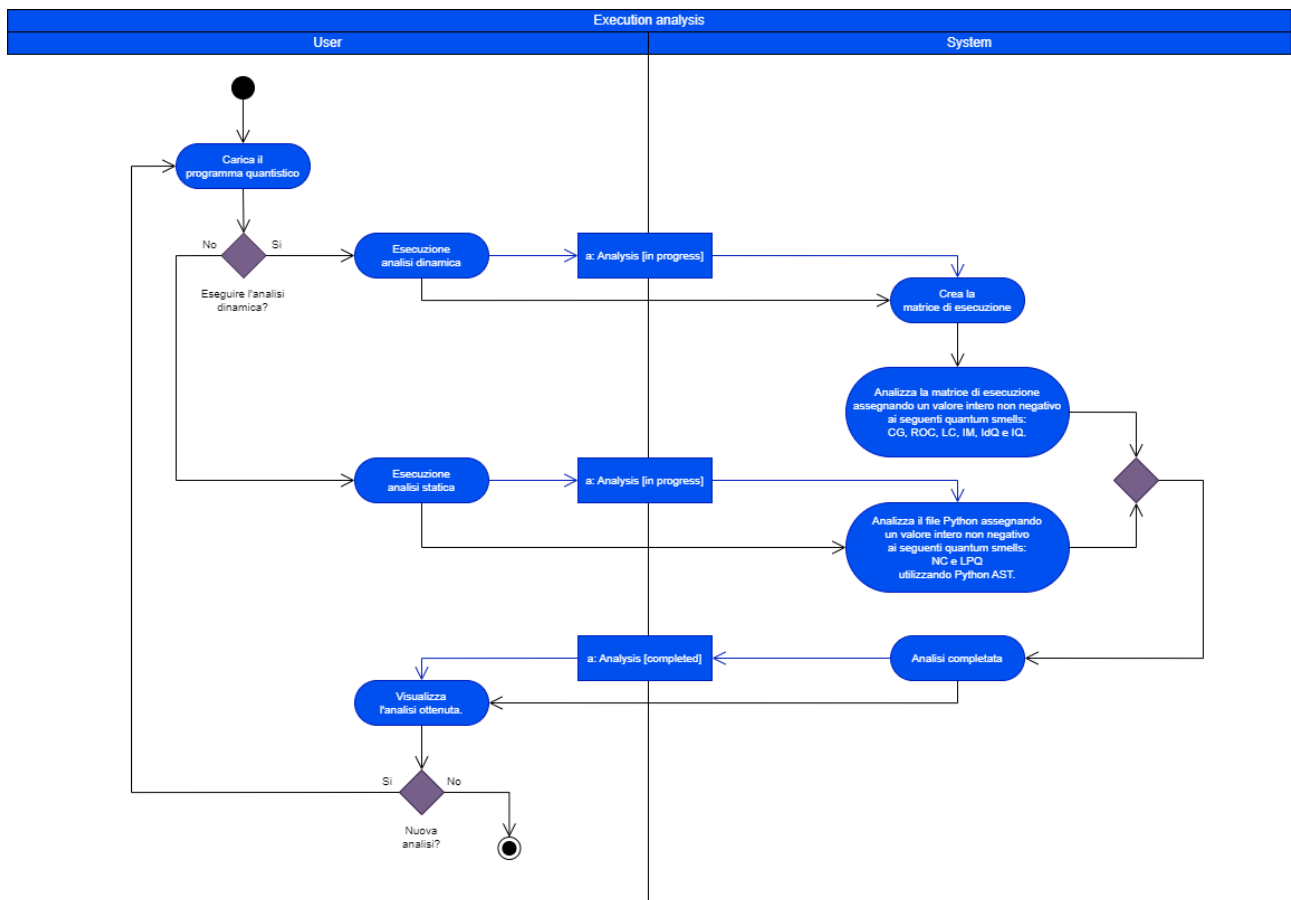 Execution analysis
User
System
Carica il
programma quantistico
No
Si
Eseguire l'analisi
dinamica?
Esecuzione
analisi dinamica
a: Analysis [in progress]
Crea la
matrice di esecuzione
Analizza la matrice di esecuzione
assegnando un valore intero non negativo
ai seguenti quantum smells:
CG, ROC, LC, IM, IdQ e IQ.
Esecuzione
analisi statica
a: Analysis [in progress]
Analizza il file Python assegnando
un valore intero non negativo
ai seguenti quantum smells:
NC e LPQ
utilizzando Python AST.
a: Analysis [completed]
Analisi completata
Visualizza
l'analisi ottenuta.
Si
No
Nuova
analisi?